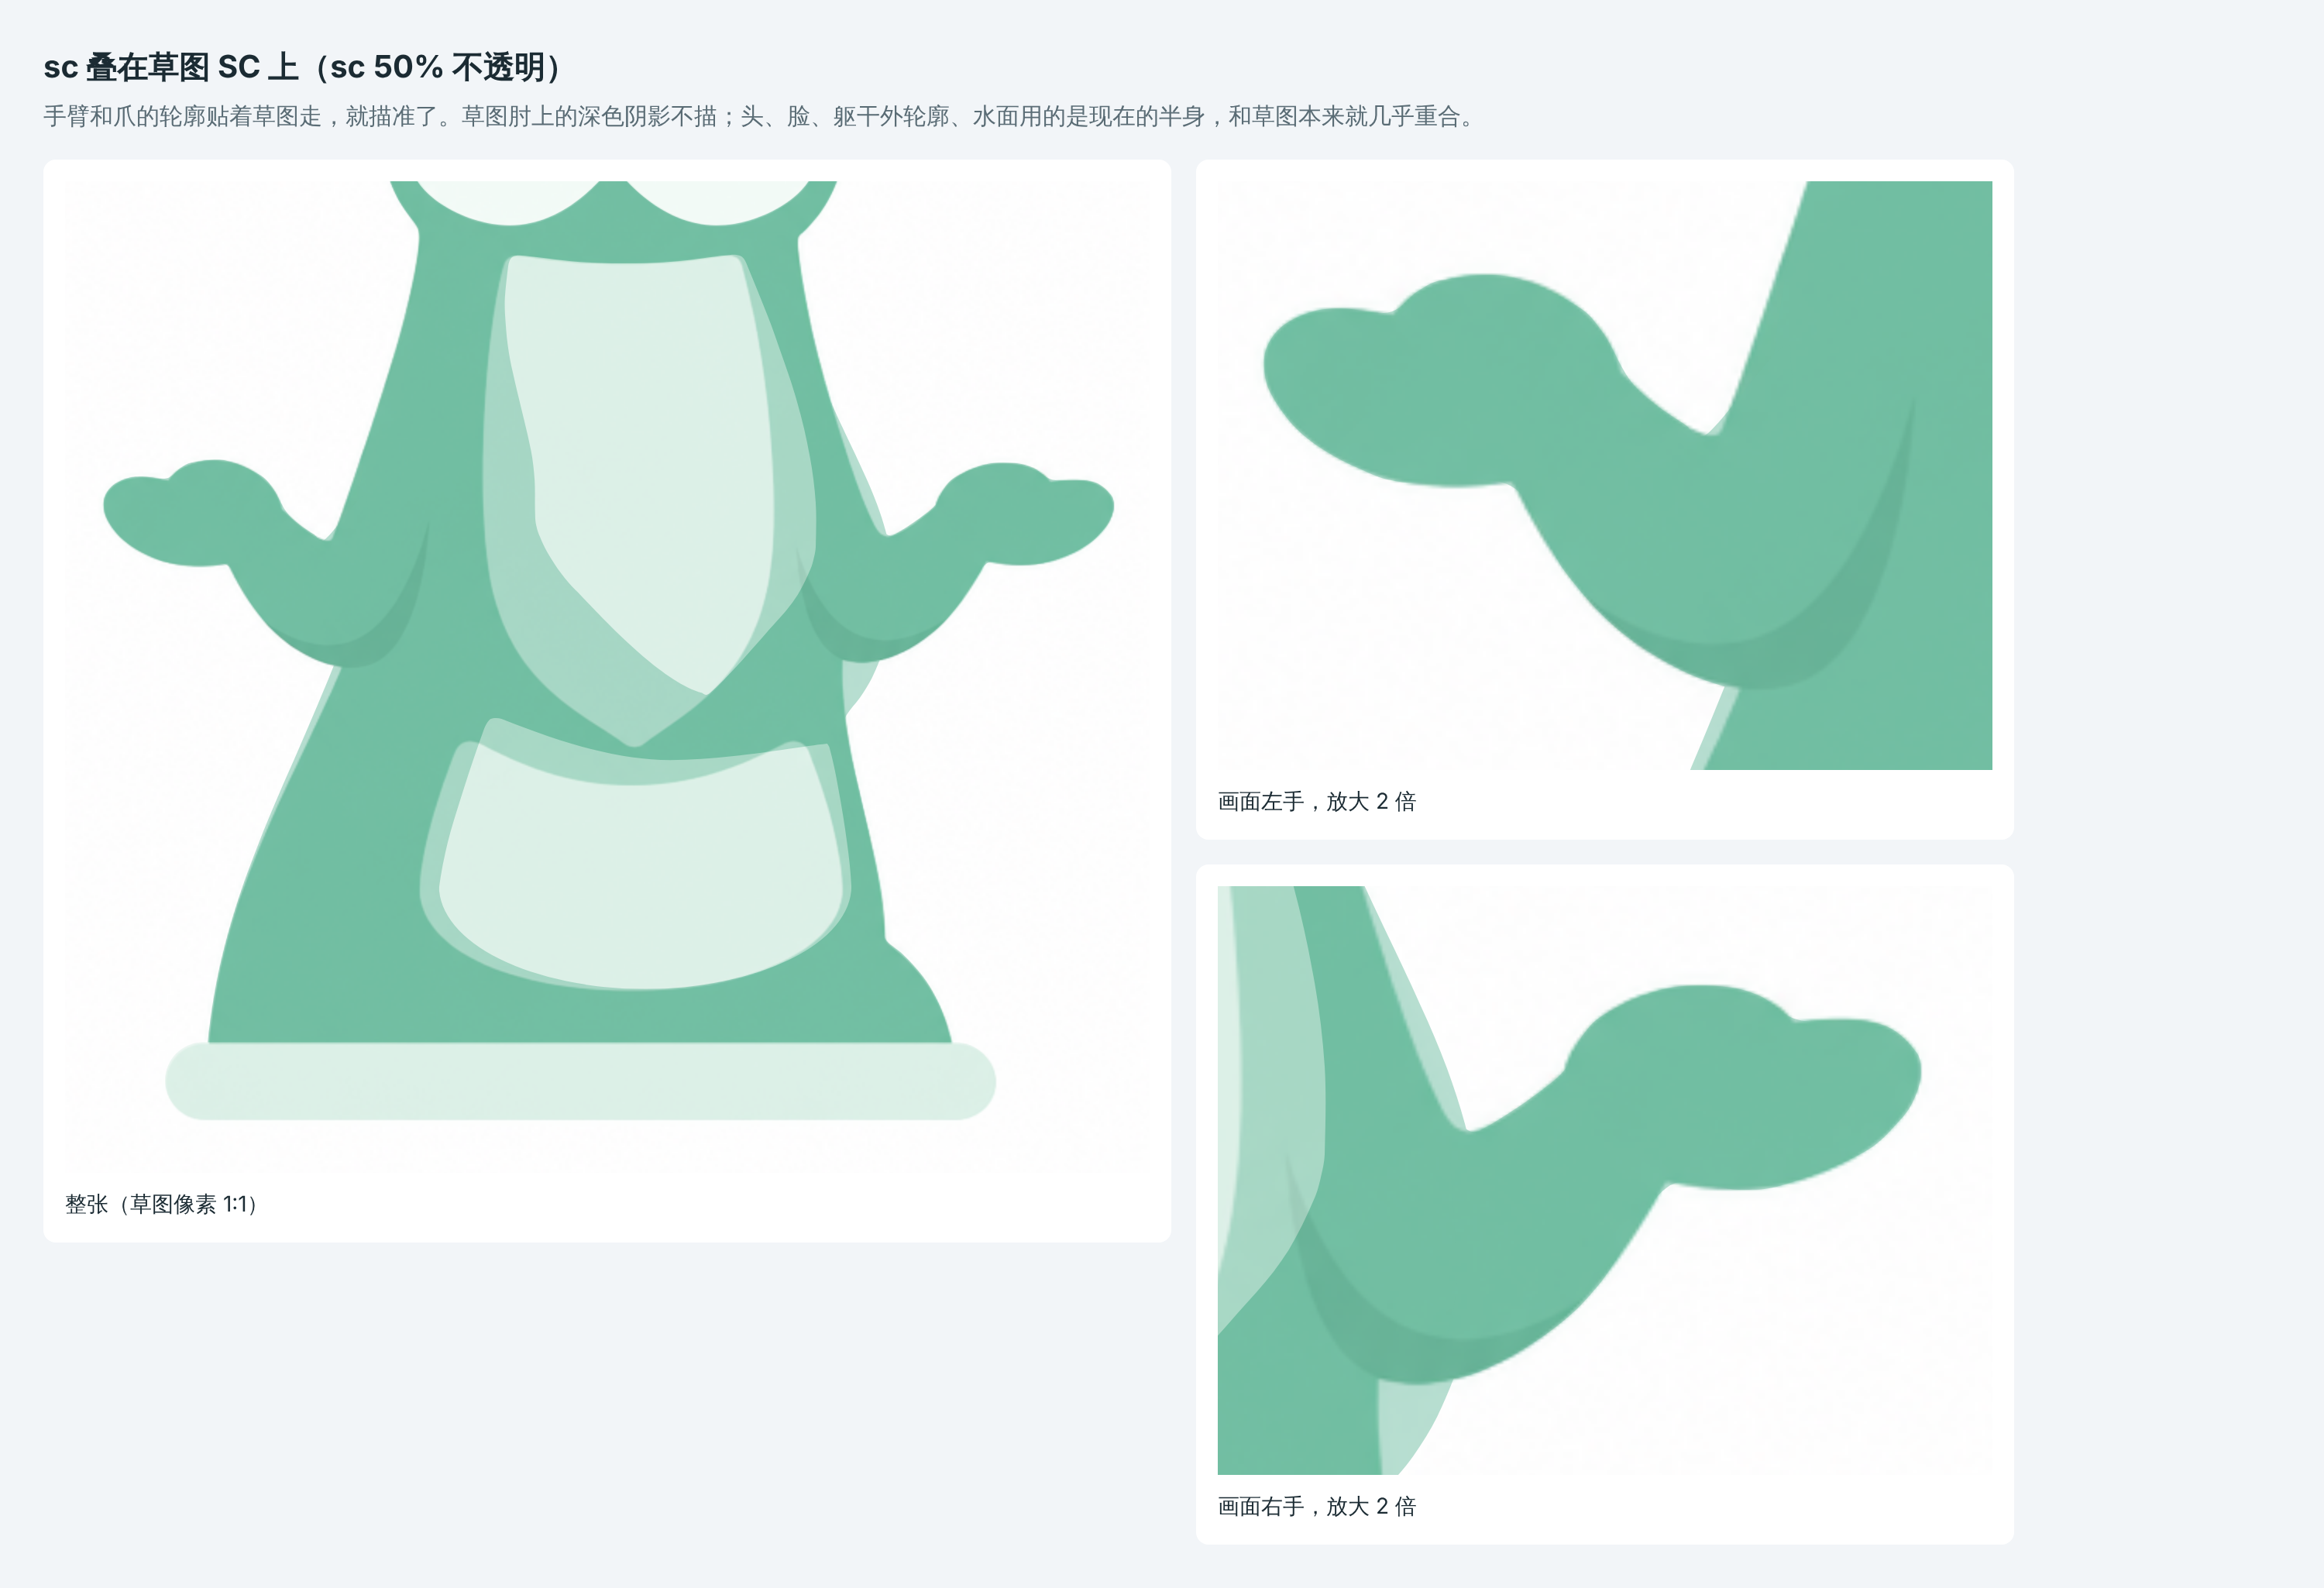 sc 叠在草图 SC 上（sc 50% 不透明）
手臂和爪的轮廓贴着草图走，就描准了。草图肘上的深色阴影不描；头、脸、躯干外轮廓、水面用的是现在的半身，和草图本来就几乎重合。
画面左手，放大 2 倍
整张（草图像素 1:1）
画面右手，放大 2 倍